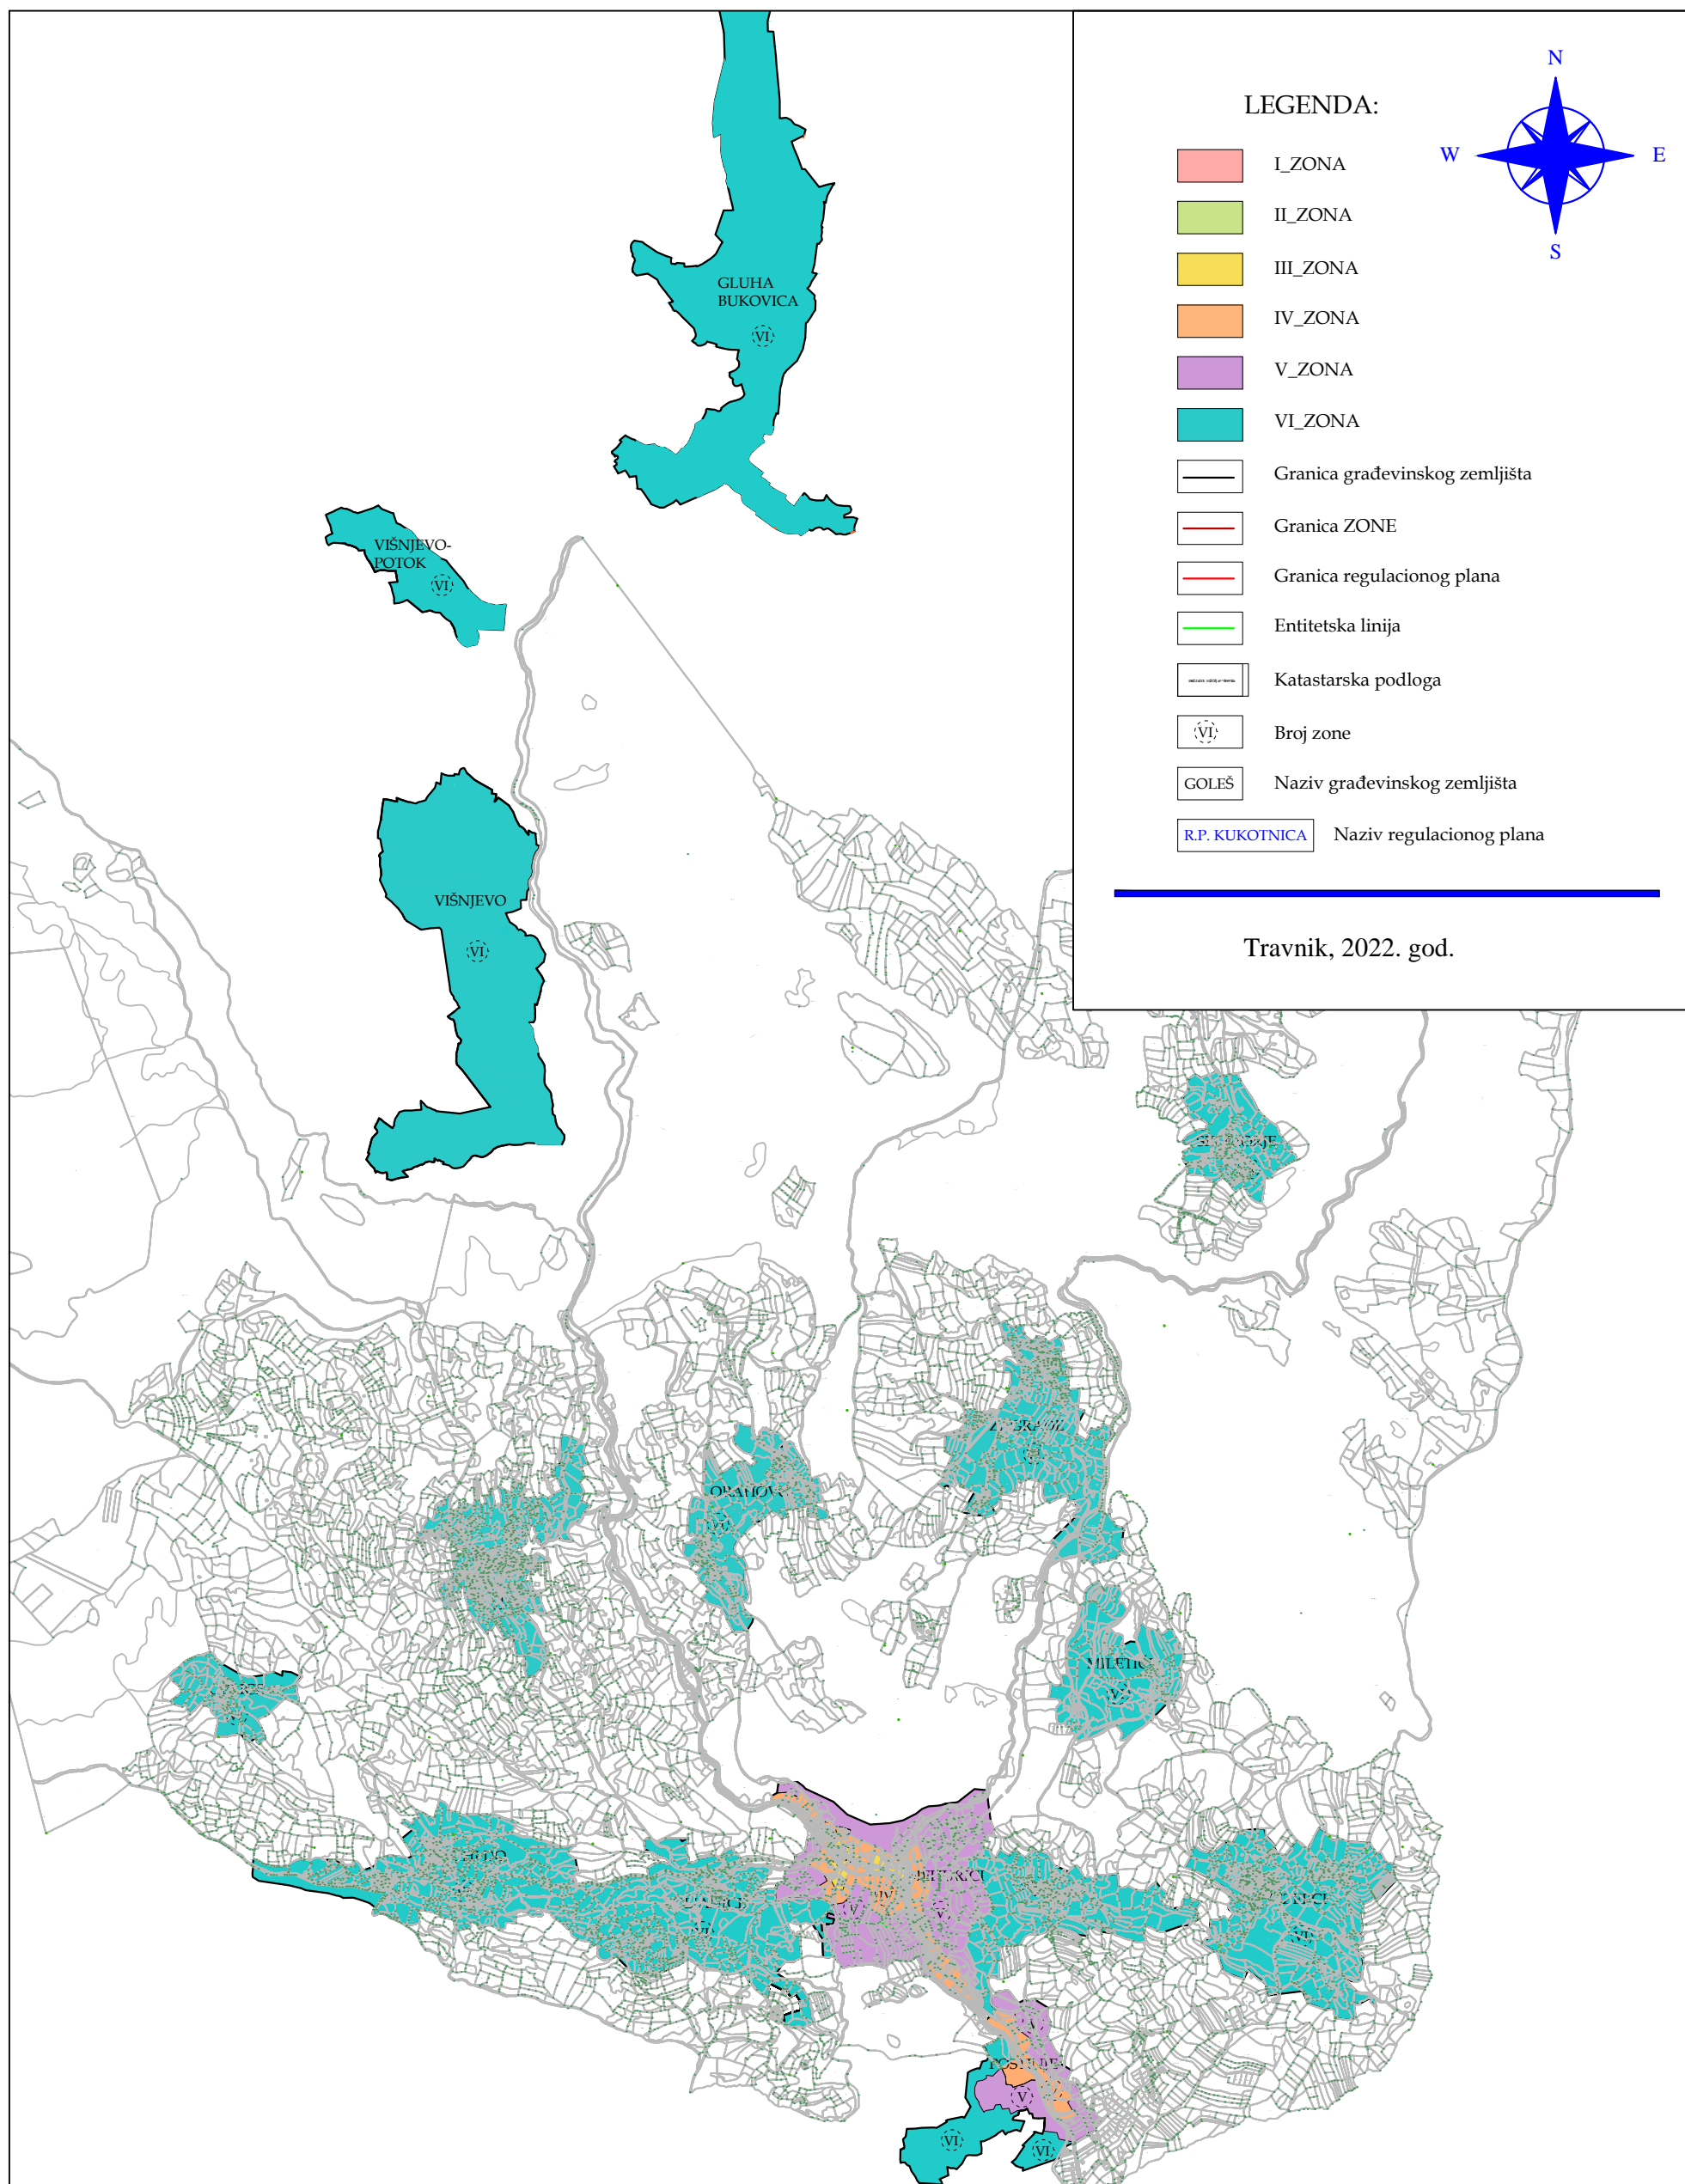 N
LEGENDA:
W
E
I_ZONA
II_ZONA
S
III_ZONA
IV_ZONA
V_ZONA
VI_ZONA
Granica građevinskog zemljišta
Granica ZONE
Granica regulacionog plana
Entitetska linija
Katastarska podloga
VI
Broj zone
GOLEŠ
Naziv građevinskog zemljišta
R.P. KUKOTNICA
Naziv regulacionog plana
Travnik, 2022. god.
GLUHA
BUKOVICA
VI
VIŠNJEVO-
POTOK
VI
VIŠNJEVO
VI
VI
IV
V
V
VI
V
VI
VI